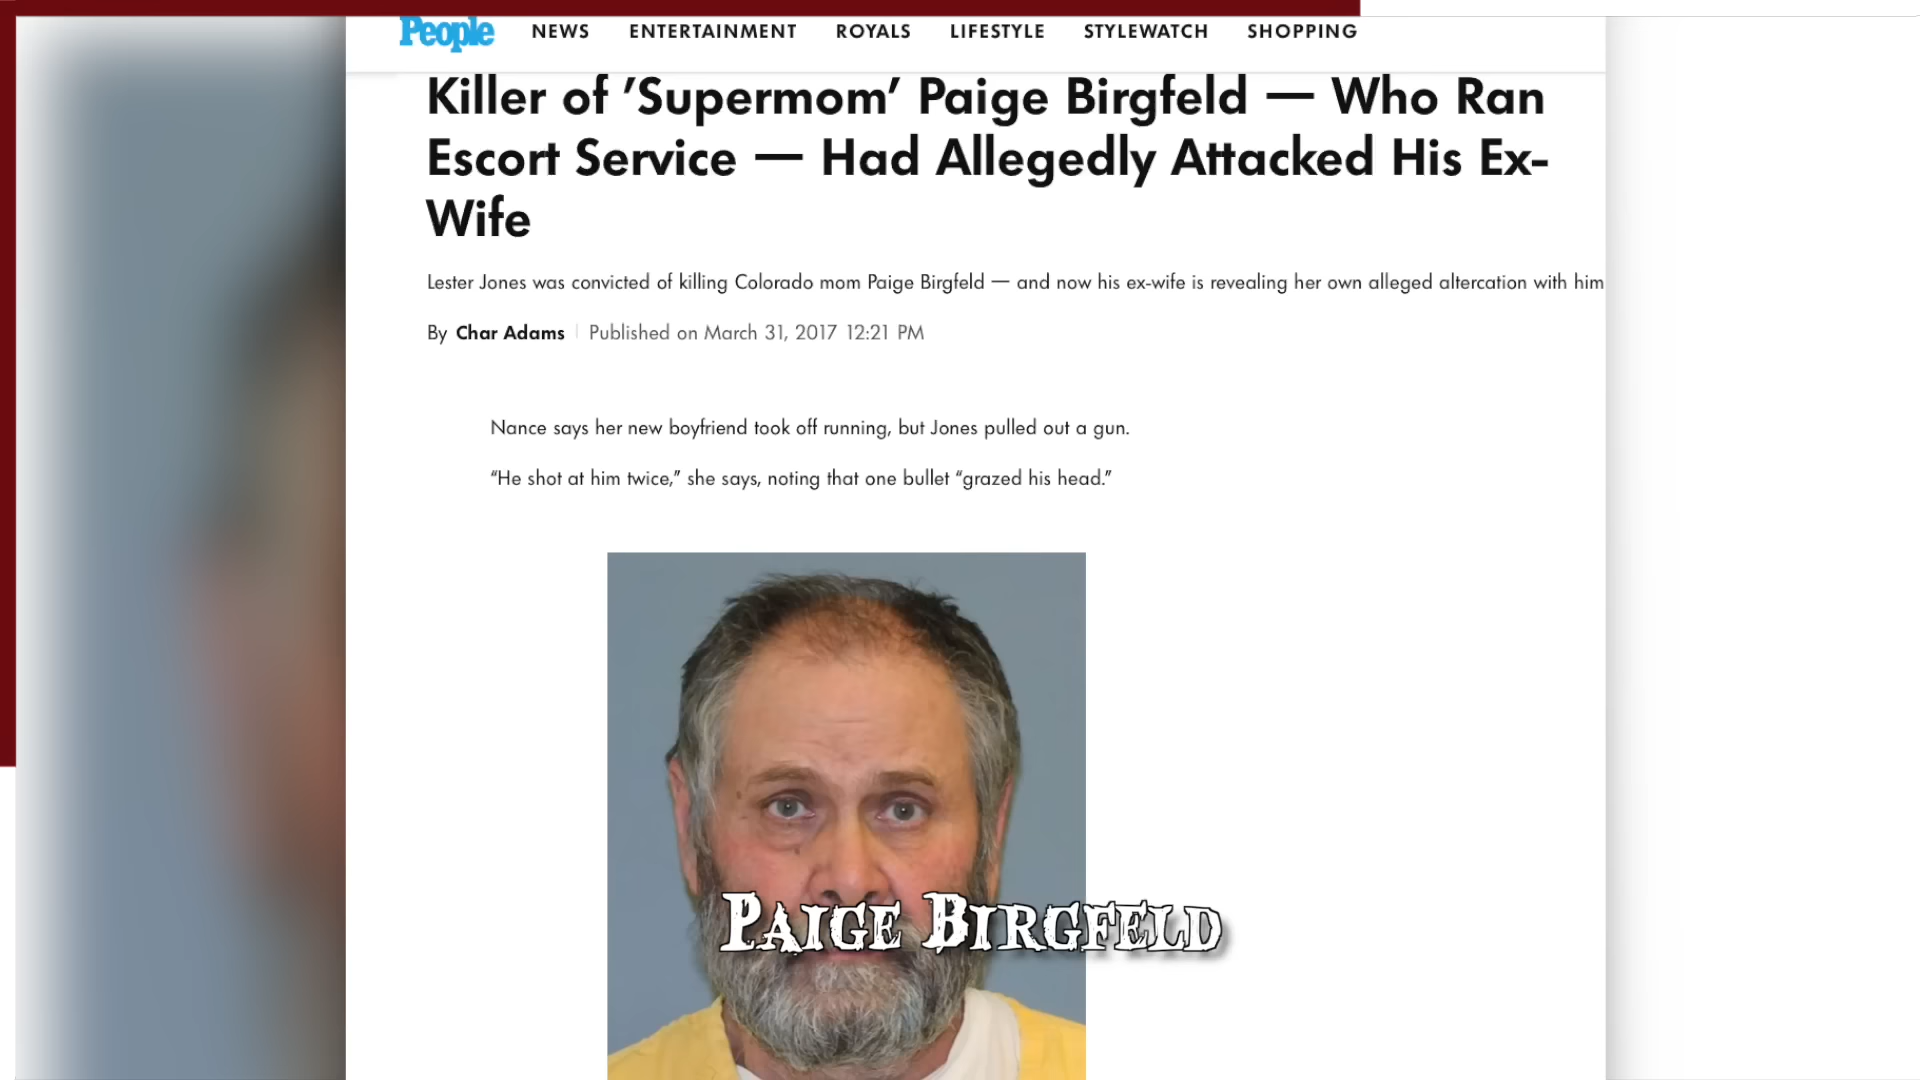 People NEWS ENTERTAINMENT ROYALS LIFESTYLE STYLEWATCH SHOPPING
Killer of ’Supermom’ Paige Birgfeld — Who Ran
Escort Service — Had Allegedly Attacked His Ex-
Wife
Lester Jones was convicted of killing Colorado mom Paige Birgfeld — and now his ex-wife is revealing her own alleged altercation with him
By Char Adams | Published on March 31, 2017 12:21 PM
Nance says her new boyfriend took off running, but Jones pulled out a gun.
“He shot at him twice,” she says, noting that one bullet “grazed his head.”
PAIGE BIRGFELD